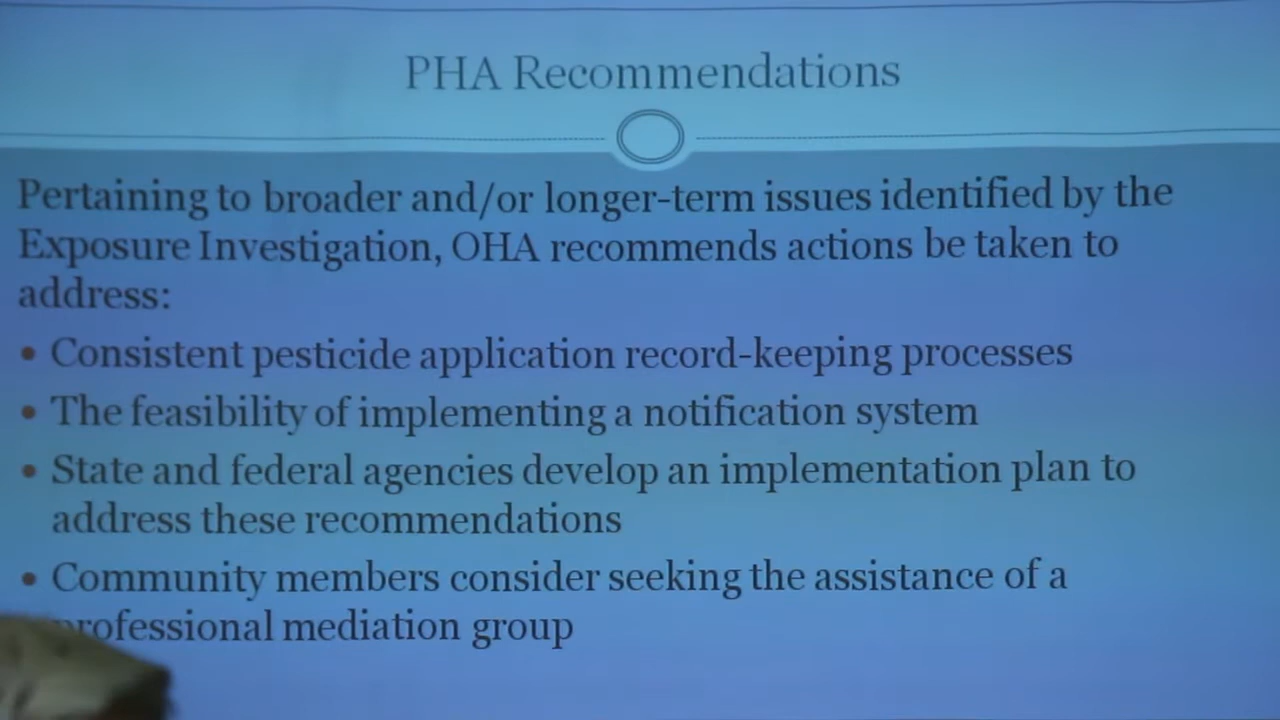 PHA Recommendations
Pertaining to broader and/or longer-term issues identified by the
Exposure Investigation, OHA recommends actions be taken to
address:
• Consistent pesticide application record-keeping processes
• The feasibility of implementing a notification system
• State and federal agencies develop an implementation plan to
address these recommendations
• Community members consider seeking the assistance of a
professional mediation group